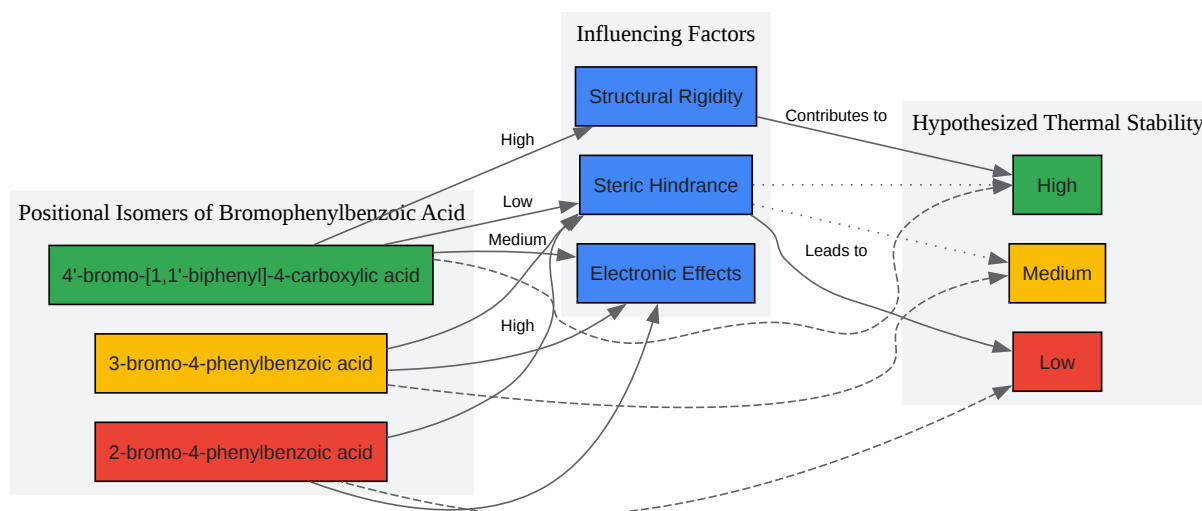 Influencing Factors
Structural Rigidity
Contributes to
Hypothesized Thermal Stability
High
Steric Hindrance
High
Low
Positional Isomers of Bromophenylbenzoic Acid
Medium
Leads to
4'-bromo-[1,1'-biphenyl]-4-carboxylic acid
Electronic Effects
Medium
High
3-bromo-4-phenylbenzoic acid
Low
2-bromo-4-phenylbenzoic acid